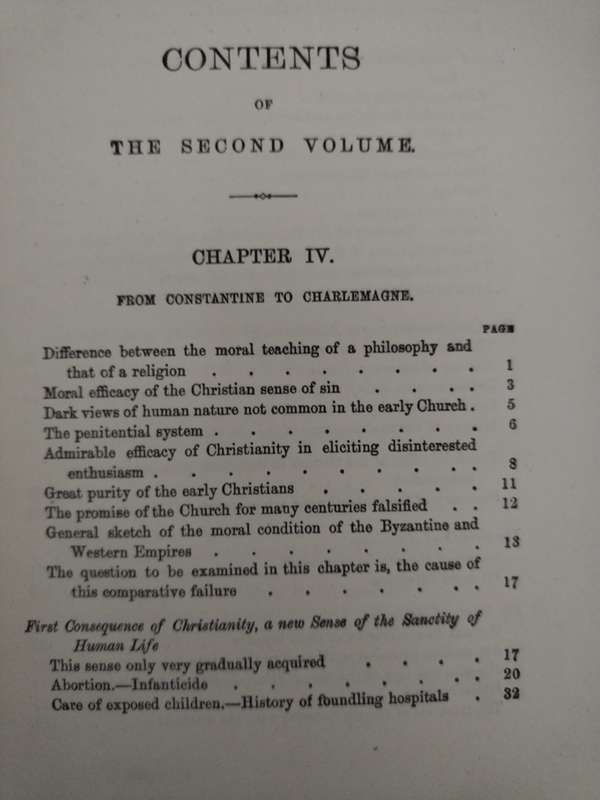 CONTENTS
OF
THE SECOND VOLUME.
CHAPTER IV.
FROM CONSTANTINE TO CHARLEMAGNE.
PAGE
Difference between the moral teaching of a philosophy and
that of a religion . . . . . . . . 1
Moral efficacy of the Christian sense of sin . . . . 3
Dark views of human nature not common in the early Church . 5
The penitential system . . . . . . . . 6
Admirable efficacy of Christianity in eliciting disinterested
enthusiasm . . . . . . . . . . 8
Great purity of the early Christians . . . . . 11
The promise of the Church for many centuries falsified . . 12
General sketch of the moral condition of the Byzantine and
Western Empires . . . . . . . . 13
The question to be examined in this chapter is, the cause of
this comparative failure . . . . . . . 17
First Consequence of Christianity, a new Sense of the Sanctity of
Human Life
This sense only very gradually acquired . . . . 17
Abortion.—Infanticide . . . . . . . . 20
Care of exposed children.—History of foundling hospitals . 32